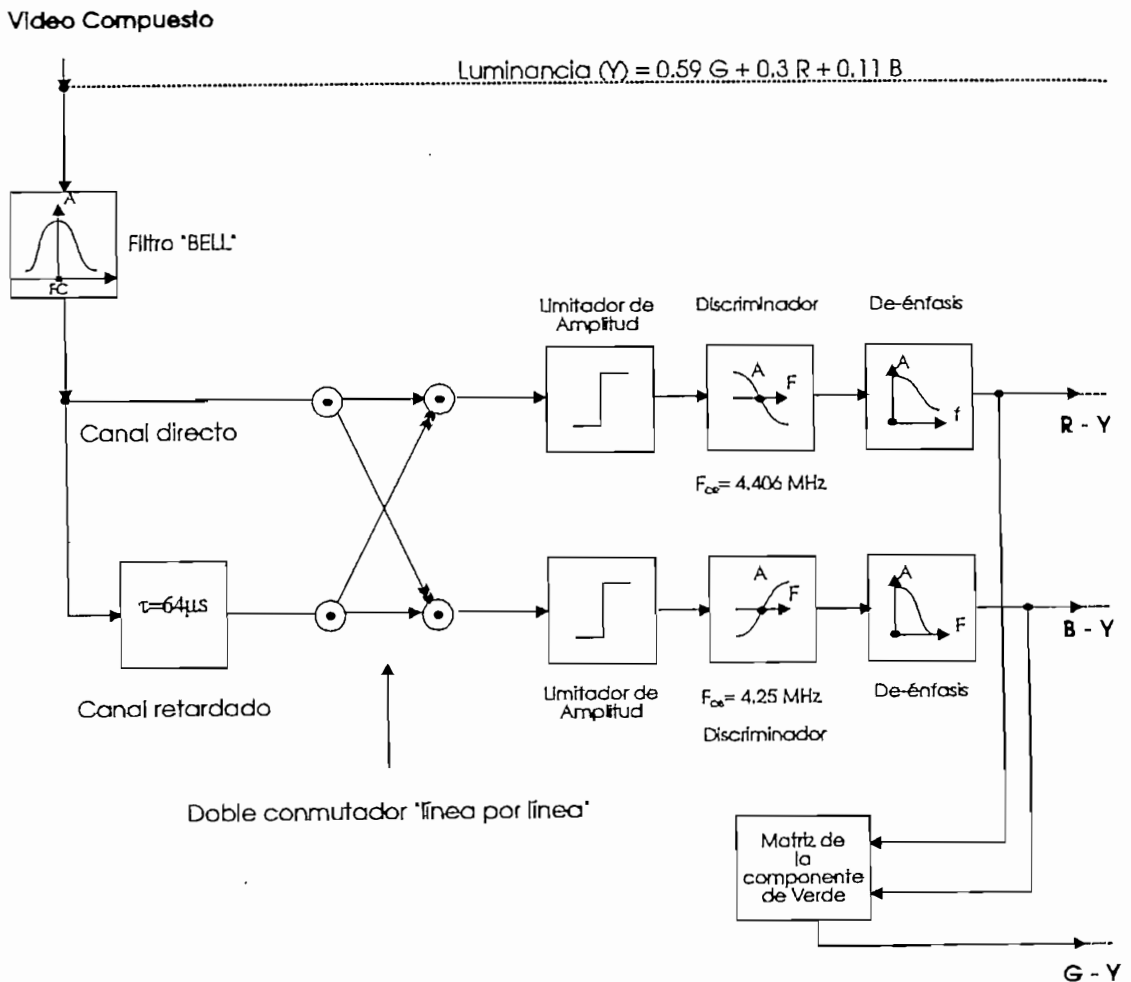 Video Compuesto
Luminancia (Y) = 0.59 G + 0.3 R + 0.11 B
A
FC
Filtro "BELL"
Limitador de
Amplitud
Discriminador
De-énfasis
A
F
A
f
Canal directo
R - Y
Fce= 4.406 MHz
τ=64µs
A
F
A
F
B - Y
Canal retardado
Limitador de
Amplitud
Fce= 4.25 MHz
Discriminador
De-énfasis
Doble conmutador "línea por línea"
Matriz de
la
componente
de Verde
G - Y